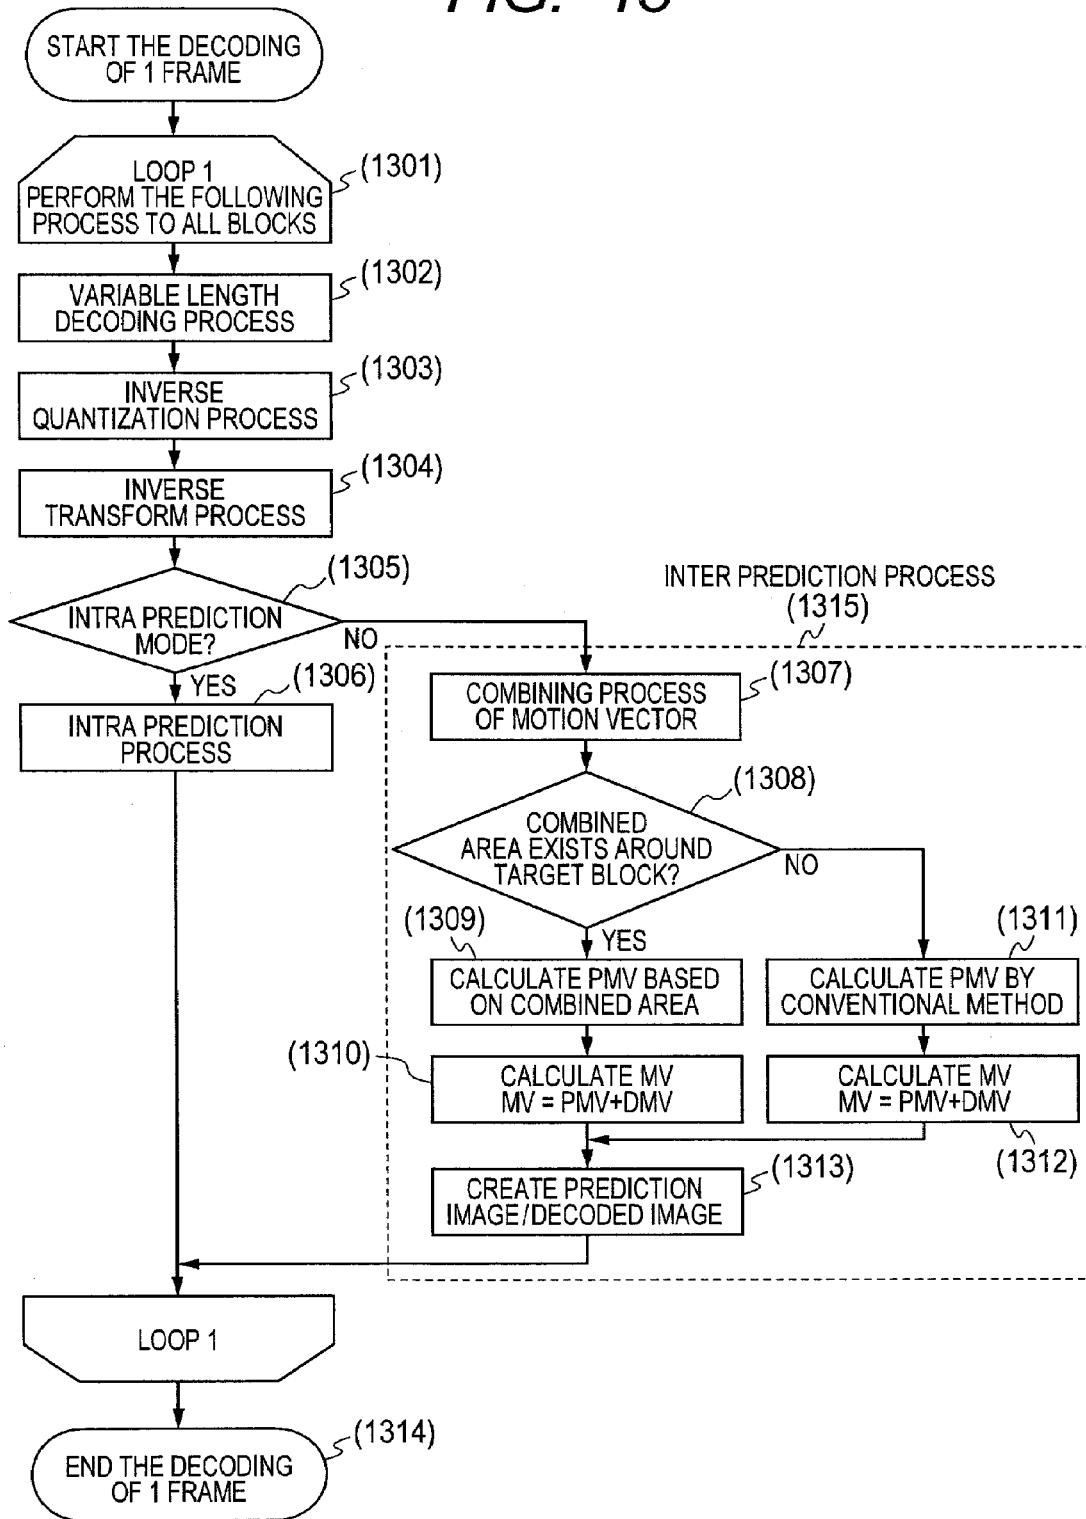 START THE DECODING
OF 1 FRAME
LOOP 1
PERFORM THE FOLLOWING
PROCESS TO ALL BLOCKS
(1301)
VARIABLE LENGTH
DECODING PROCESS
(1302)
INVERSE
QUANTIZATION PROCESS
(1303)
INVERSE
TRANSFORM PROCESS
(1304)
INTRA PREDICTION
MODE?
(1305)
NO
YES
INTRA PREDICTION
PROCESS
(1306)
INTER PREDICTION PROCESS
(1315)
COMBINING PROCESS
OF MOTION VECTOR
(1307)
COMBINED
AREA EXISTS AROUND
TARGET BLOCK?
(1308)
NO
YES
(1309)
CALCULATE PMV BASED
ON COMBINED AREA
(1311)
CALCULATE PMV BY
CONVENTIONAL METHOD
(1310)
CALCULATE MV
MV = PMV+DMV
CALCULATE MV
MV = PMV+DMV
(1312)
CREATE PREDICTION
IMAGE/DECODED IMAGE
(1313)
LOOP 1
END THE DECODING
OF 1 FRAME
(1314)